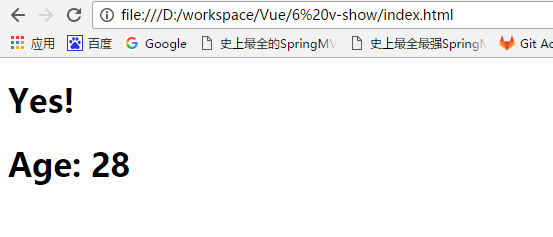 file:///D:/workspace/Vue/6%20v-show/index.html
应用 百度 Google 史上最全的SpringM 史上最全最强Spring Git Ac
Yes!
Age: 28